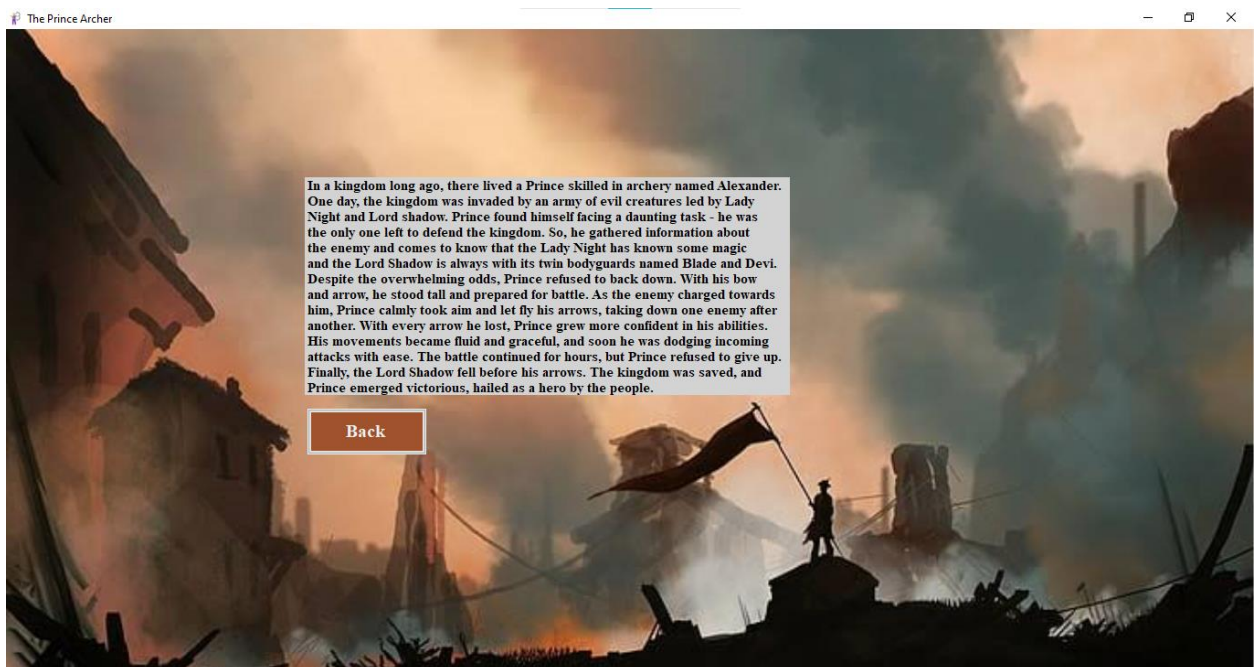 The Prince Archer
In a kingdom long ago, there lived a Prince skilled in archery named Alexander.
One day, the kingdom was invaded by an army of evil creatures led by Lady
Night and Lord shadow. Prince found himself facing a daunting task - he was
the only one left to defend the kingdom. So, he gathered information about
the enemy and comes to know that the Lady Night has known some magic
and the Lord Shadow is always with its twin bodyguards named Blade and Devi.
Despite the overwhelming odds, Prince refused to back down. With his bow
and arrow, he stood tall and prepared for battle. As the enemy charged towards
him, Prince calmly took aim and let fly his arrows, taking down one enemy after
another. With every arrow he lost, Prince grew more confident in his abilities.
His movements became fluid and graceful, and soon he was dodging incoming
attacks with ease. The battle continued for hours, but Prince refused to give up.
Finally, the Lord Shadow fell before his arrows. The kingdom was saved, and
Prince emerged victorious, hailed as a hero by the people.
Back